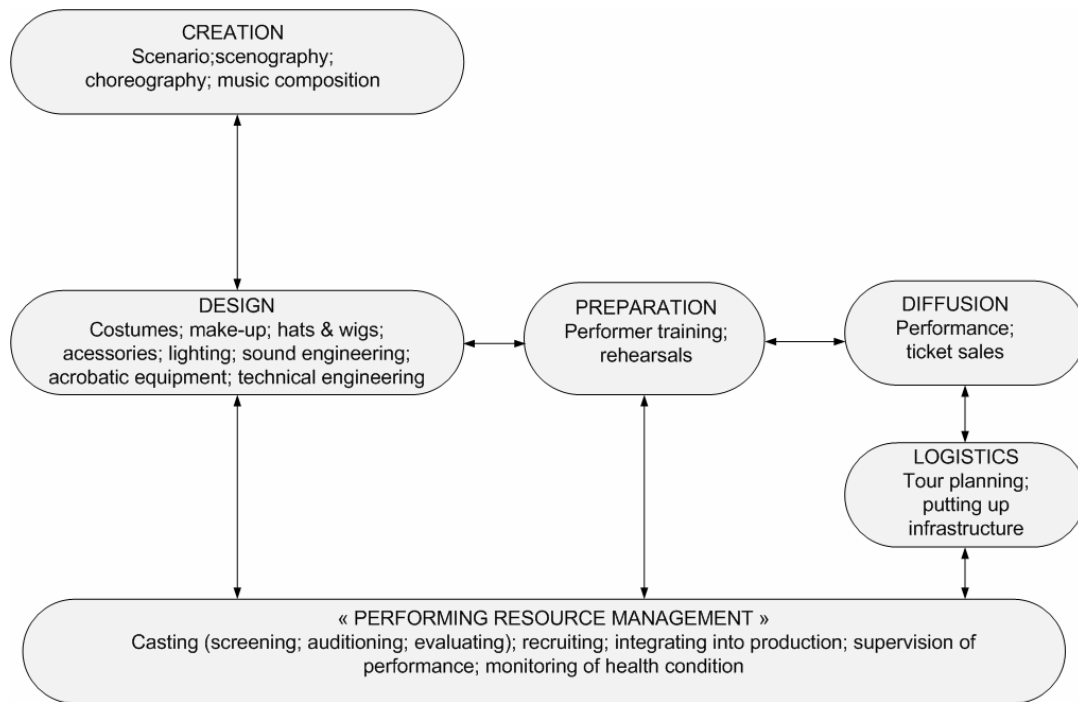 CREATION
Scenario;scenography;
choreography; music composition
DESIGN
Costumes; make-up; hats & wigs;
acessories; lighting; sound engineering;
acrobatic equipment; technical engineering
PREPARATION
Performer training;
rehearsals
DIFFUSION
Performance;
ticket sales
LOGISTICS
Tour planning;
putting up
infrastructure
« PERFORMING RESOURCE MANAGEMENT »
Casting (screening; auditioning; evaluating); recruiting; integrating into production; supervision of
performance; monitoring of health condition